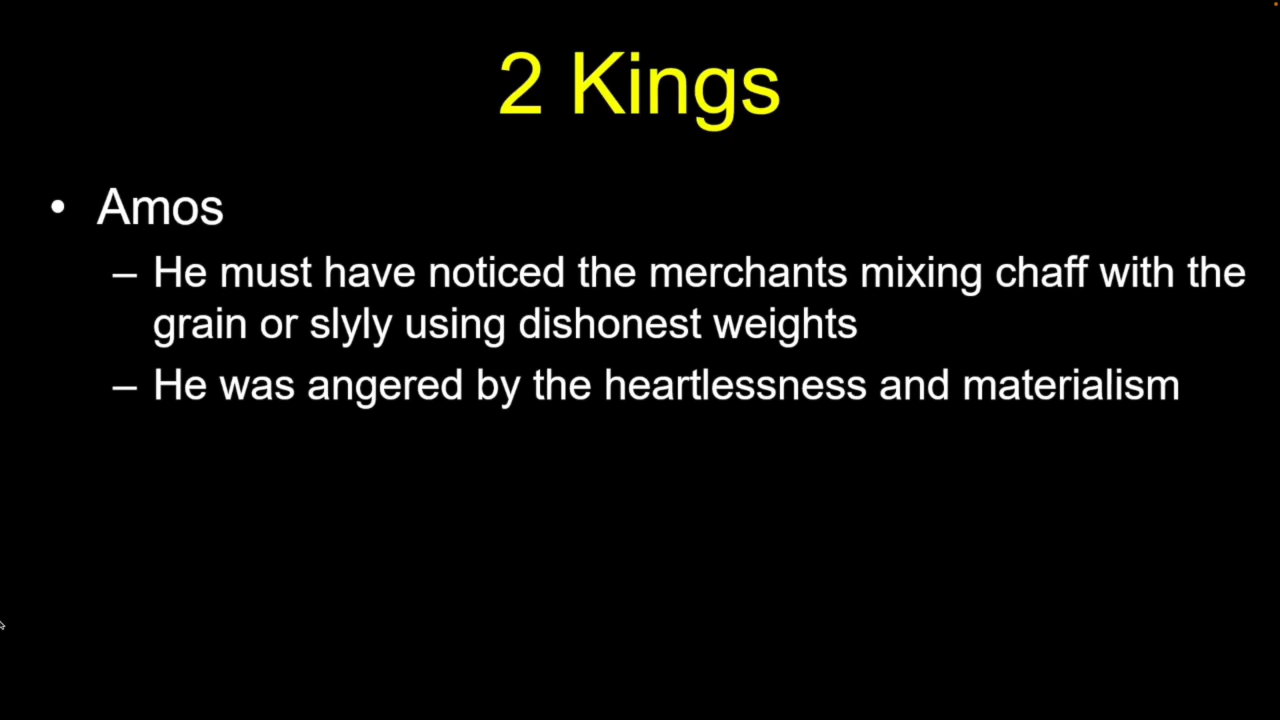 2 Kings
• Amos
– He must have noticed the merchants mixing chaff with the
grain or slyly using dishonest weights
– He was angered by the heartlessness and materialism